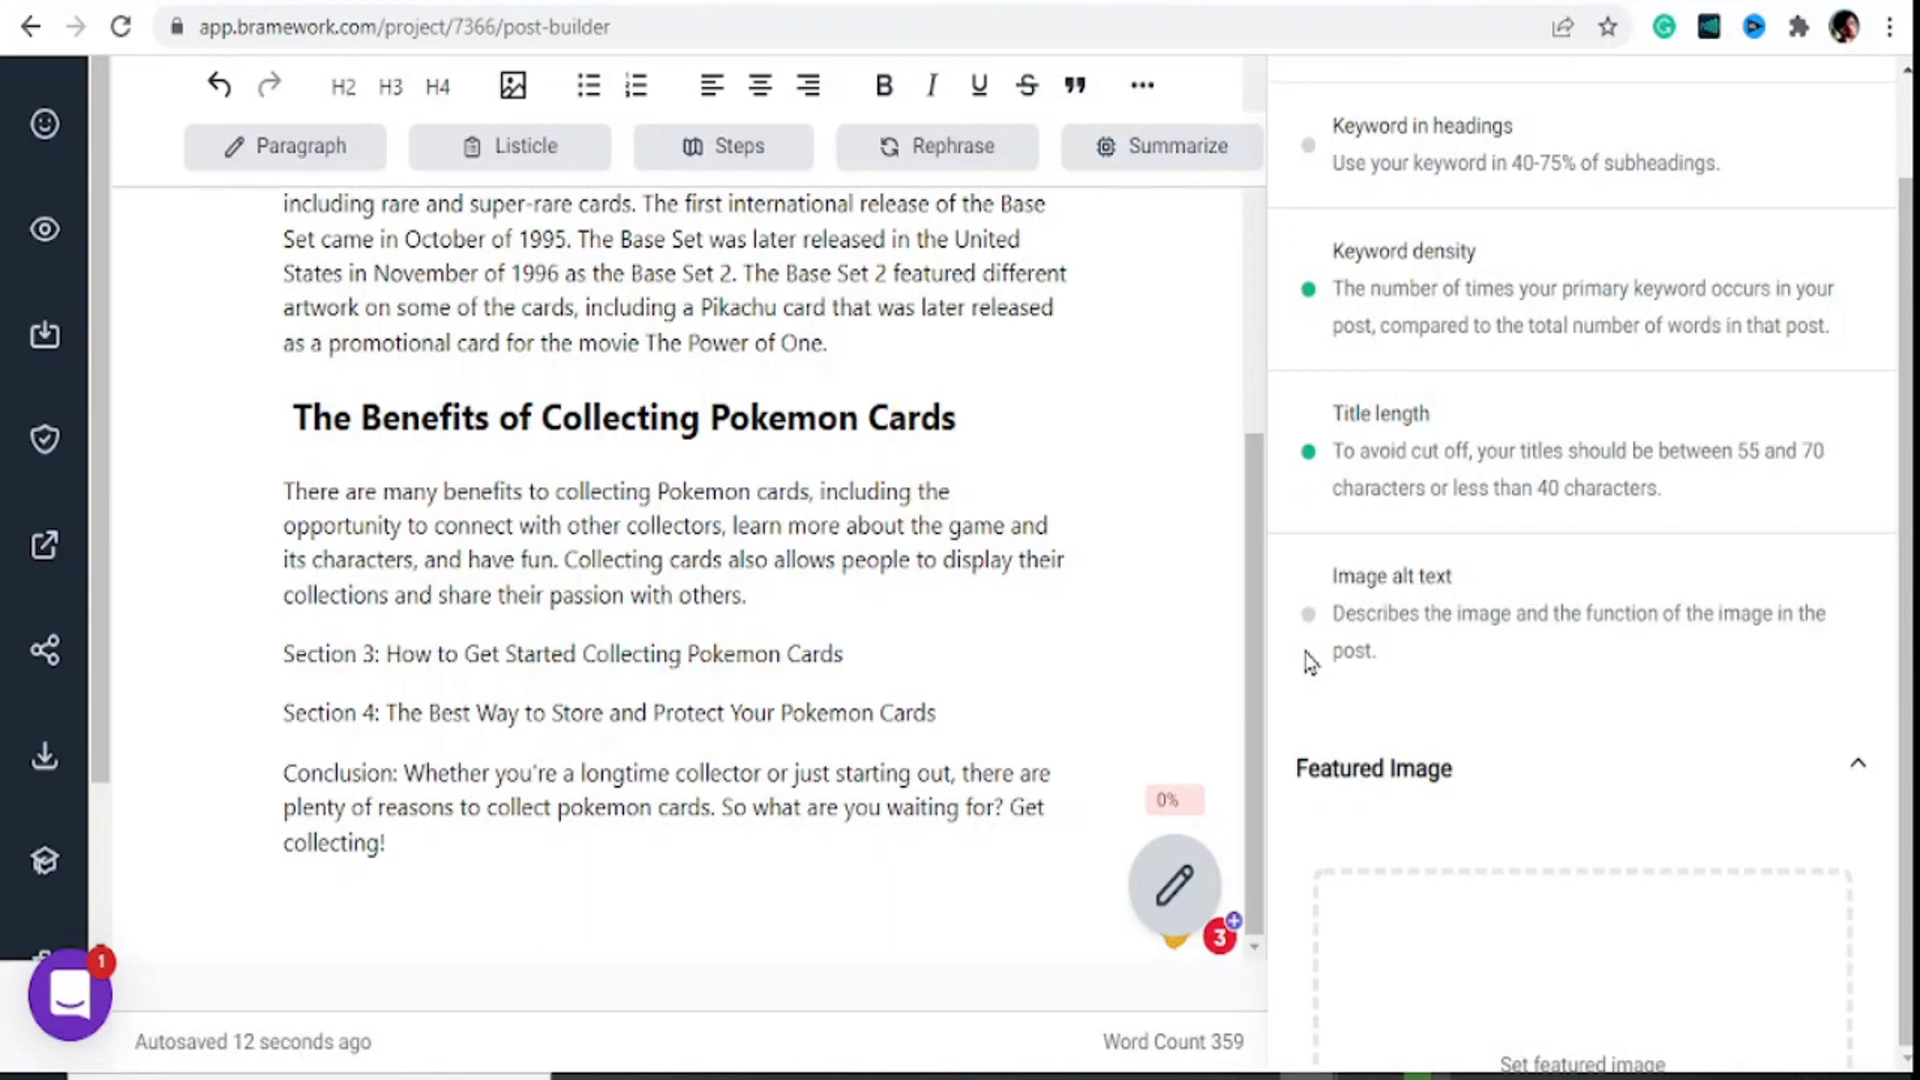 app.bramework.com/project/7366/post-builder
H2 H3 H4 B I U S
Paragraph Listicle Steps Rephrase Summarize
including rare and super-rare cards. The first international release of the Base
Set came in October of 1995. The Base Set was later released in the United
States in November of 1996 as the Base Set 2. The Base Set 2 featured different
artwork on some of the cards, including a Pikachu card that was later released
as a promotional card for the movie The Power of One.
The Benefits of Collecting Pokemon Cards
There are many benefits to collecting Pokemon cards, including the
opportunity to connect with other collectors, learn more about the game and
its characters, and have fun. Collecting cards also allows people to display their
collections and share their passion with others.
Section 3: How to Get Started Collecting Pokemon Cards
Section 4: The Best Way to Store and Protect Your Pokemon Cards
Conclusion: Whether you're a longtime collector or just starting out, there are
plenty of reasons to collect pokemon cards. So what are you waiting for? Get
collecting!
0%
3
1
Autosaved 12 seconds ago
Word Count 359
Keyword in headings
Use your keyword in 40-75% of subheadings.
Keyword density
The number of times your primary keyword occurs in your
post, compared to the total number of words in that post.
Title length
To avoid cut off, your titles should be between 55 and 70
characters or less than 40 characters.
Image alt text
Describes the image and the function of the image in the
post.
Featured Image
Set featured image